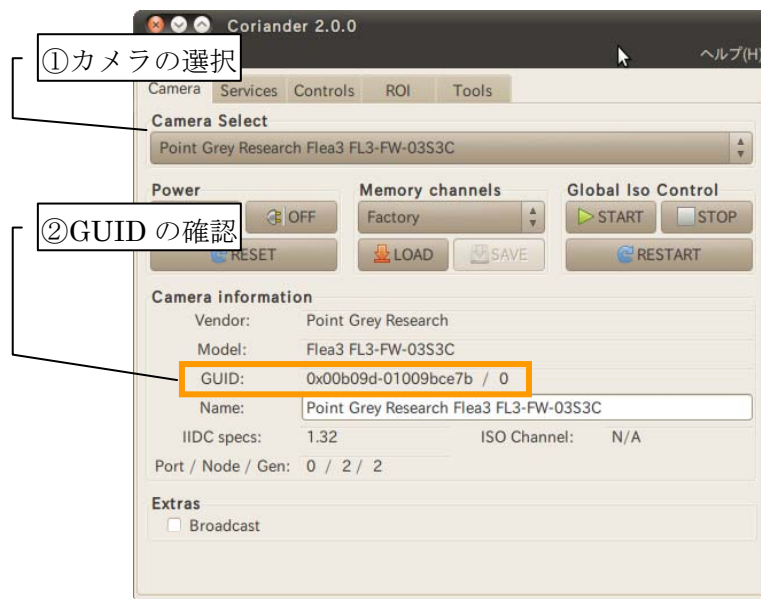 Coriander 2.0.0
①カメラの選択
ヘルプ(H)
Camera Services Controls ROI Tools
Camera Select
Point Grey Research Flea3 FL3-FW-03S3C
Power Memory channels Global Iso Control
②GUID の確認
OFF Factory START STOP
RESET LOAD SAVE RESTART
Camera information
Vendor: Point Grey Research
Model: Flea3 FL3-FW-03S3C
GUID: 0x00b09d-01009bce7b / 0
Name: Point Grey Research Flea3 FL3-FW-03S3C
IIDC specs: 1.32 ISO Channel: N/A
Port / Node / Gen: 0 / 2 / 2
Extras
Broadcast